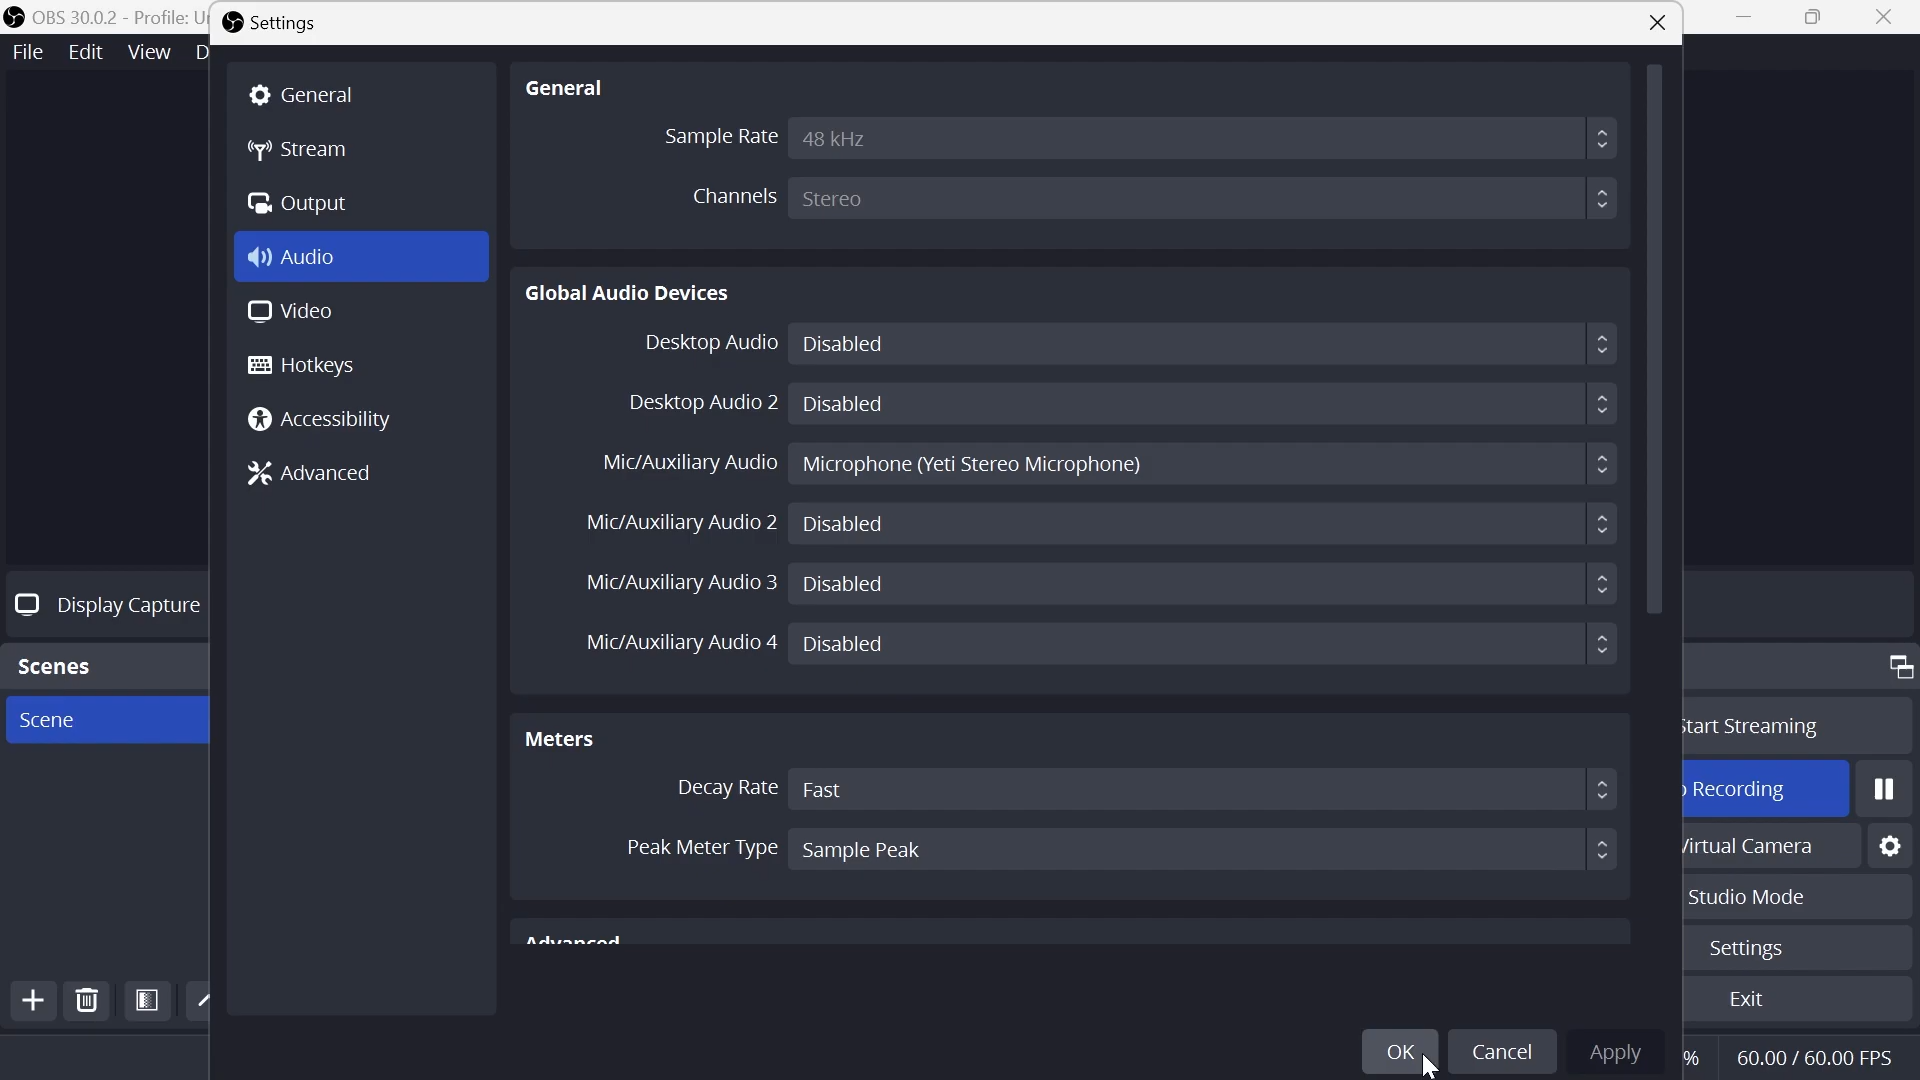 OBS 30.0.2 - Profile:
Settings
File Edit View
General
Stream
Output
Audio
Video
Hotkeys
Accessibility
Advanced
General
Sample Rate 48 kHz
Channels Stereo
Global Audio Devices
Desktop Audio Disabled
Desktop Audio 2 Disabled
Mic/Auxiliary Audio Microphone (Yeti Stereo Microphone)
Mic/Auxiliary Audio 2 Disabled
Mic/Auxiliary Audio 3 Disabled
Mic/Auxiliary Audio 4 Disabled
Meters
Decay Rate Fast
Peak Meter Type Sample Peak
Advanced
OK Cancel Apply
Display Capture
Scenes
Scene
Start Streaming
Recording
Virtual Camera
Studio Mode
Settings
Exit
% 60.00 / 60.00 FPS